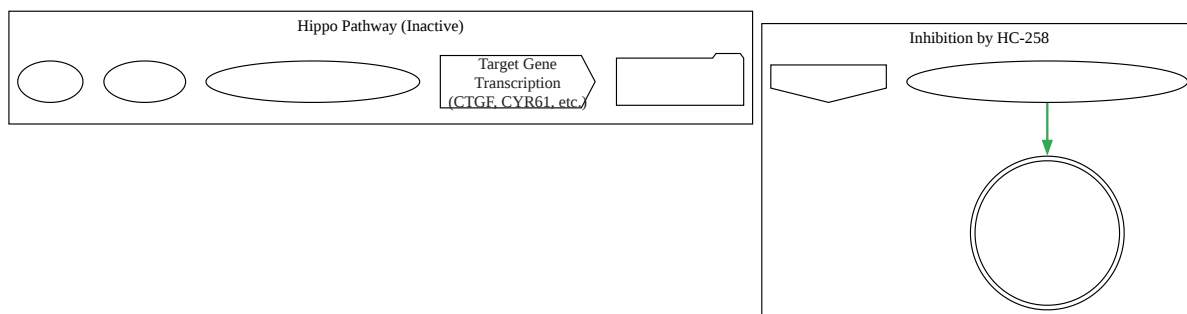 Hippo Pathway (Inactive)
Target Gene
Transcription
(CTGF, CYR61, etc.)
Inhibition by HC-258